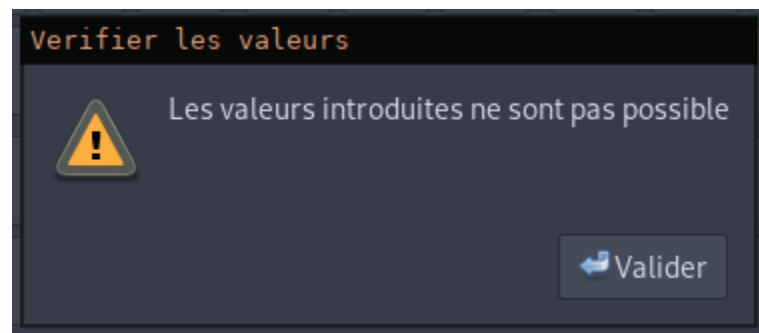 Verifier les valeurs
Les valeurs introduites ne sont pas possible
Valider